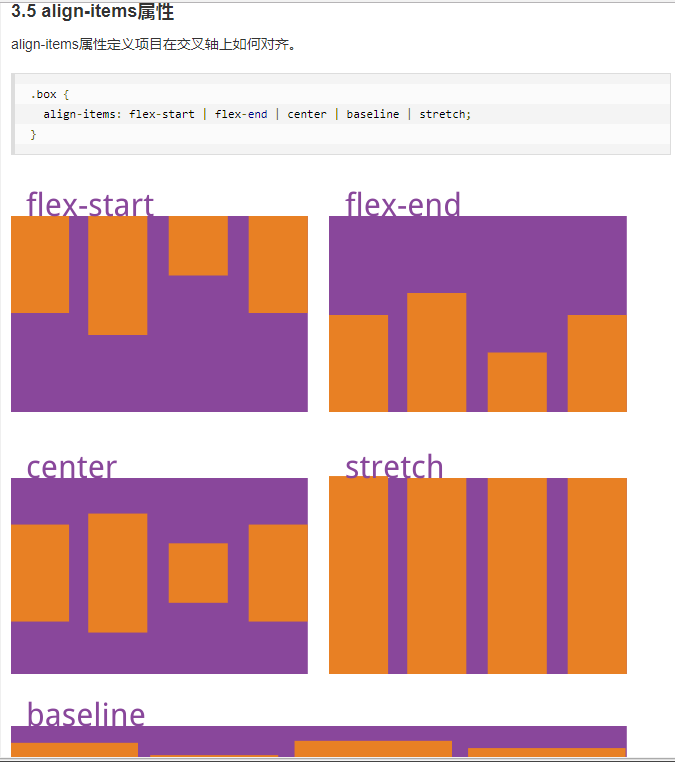 3.5 align-items属性
align-items属性定义项目在交叉轴上如何对齐。
.box {
align-items: flex-start | flex-end | center | baseline | stretch;
}
flex-start
flex-end
center
stretch
baseline